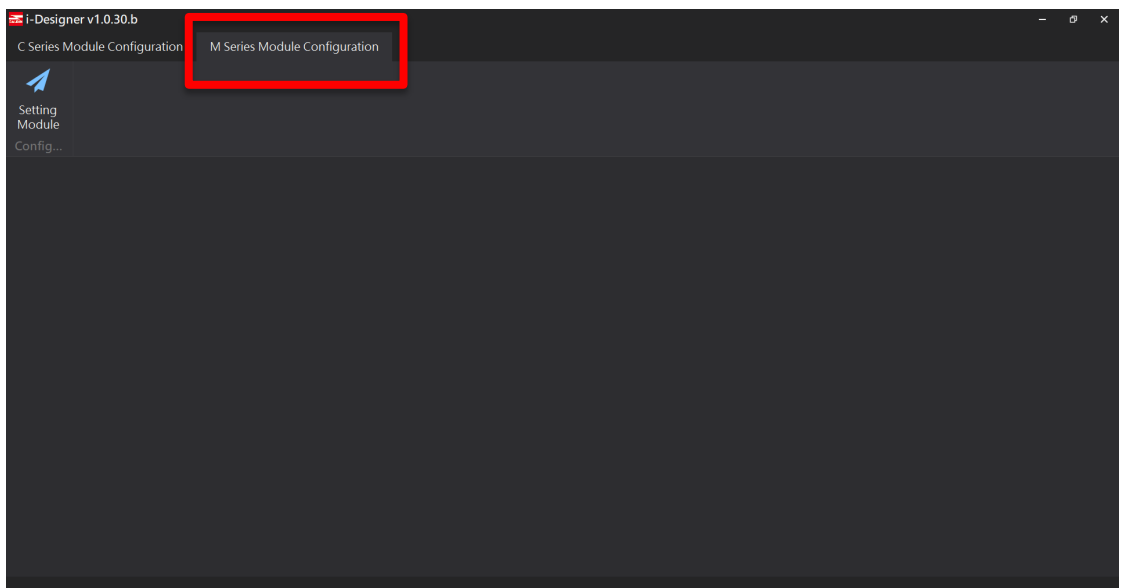 i-Designer v1.0.30.b
C Series Module Configuration
M Series Module Configuration
Setting
Module
Config...